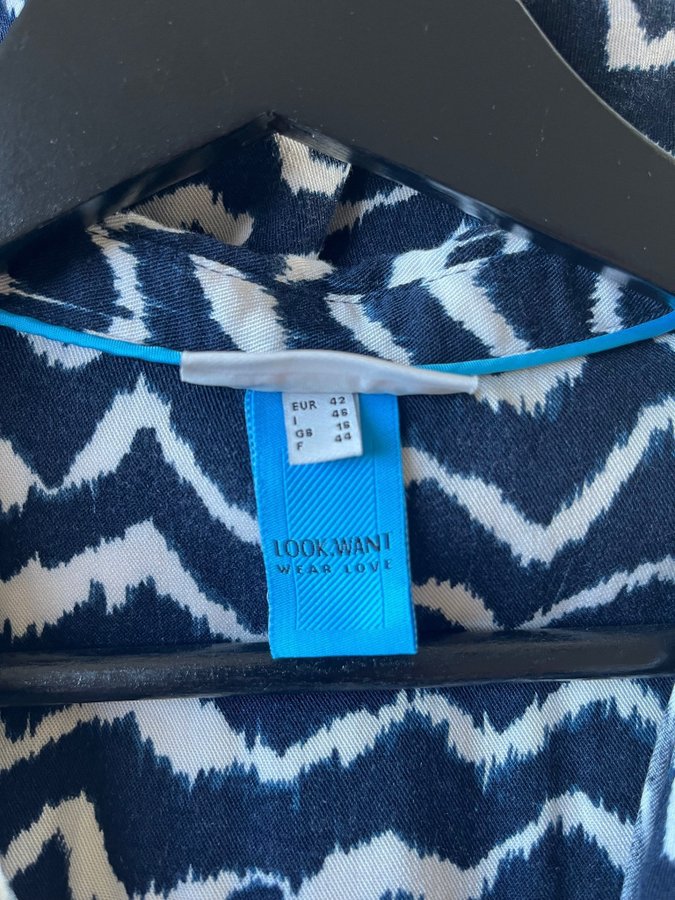 EUR 42
I 46
GB 16
F 44
LOOK.WANT
WEAR LOVE